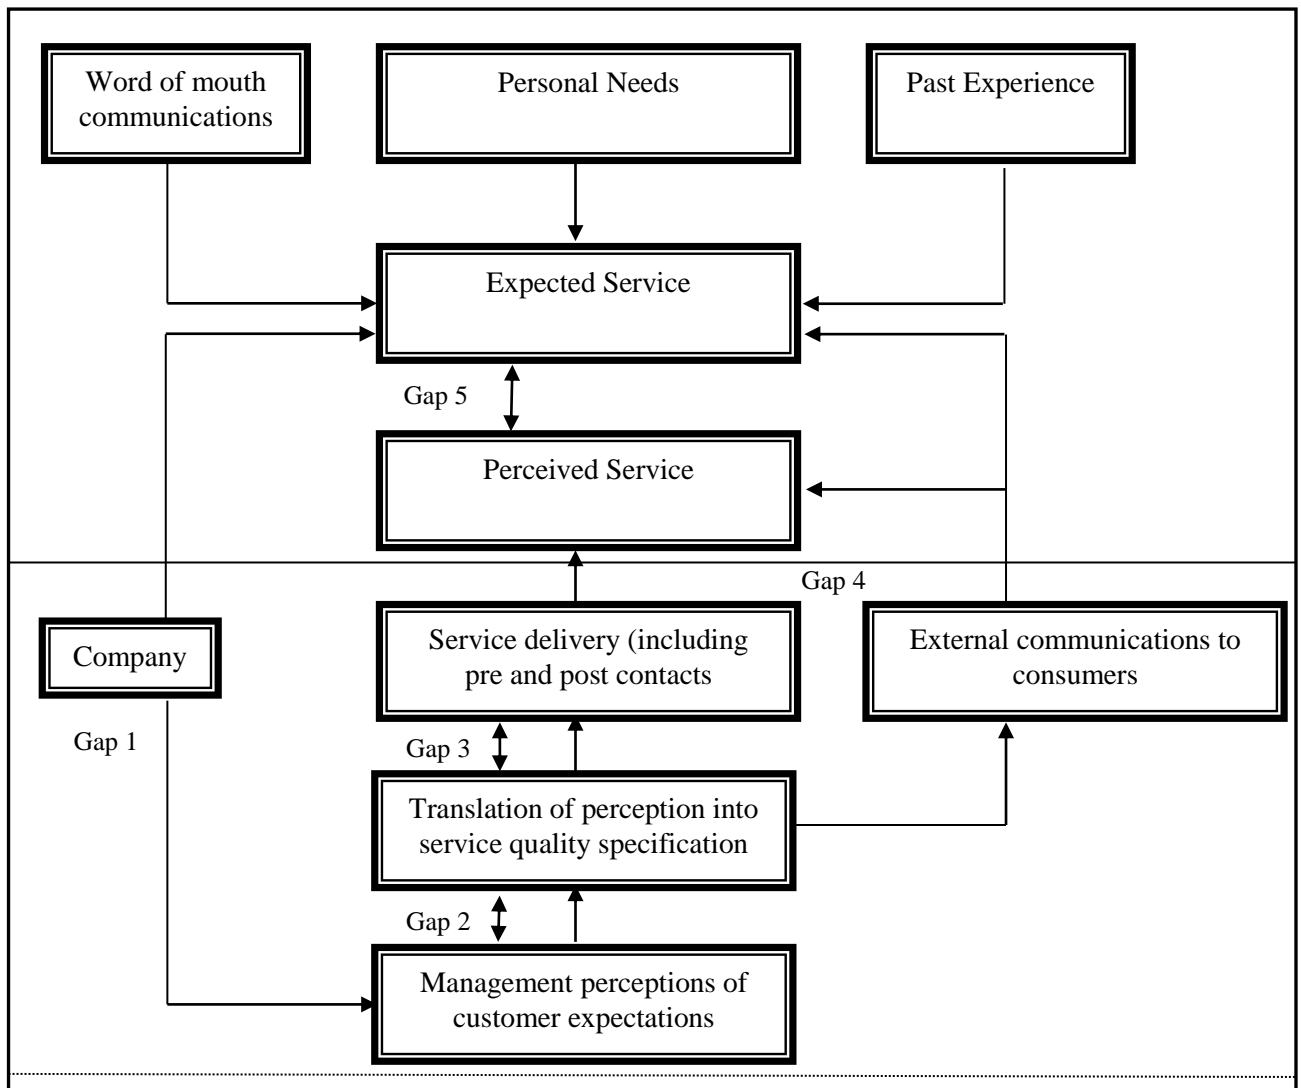 Word of mouth
communications
Personal Needs
Past Experience
Expected Service
Gap 5
Perceived Service
Gap 4
Company
Service delivery (including
pre and post contacts
External communications to
consumers
Gap 1
Gap 3
Translation of perception into
service quality specification
Gap 2
Management perceptions of
customer expectations